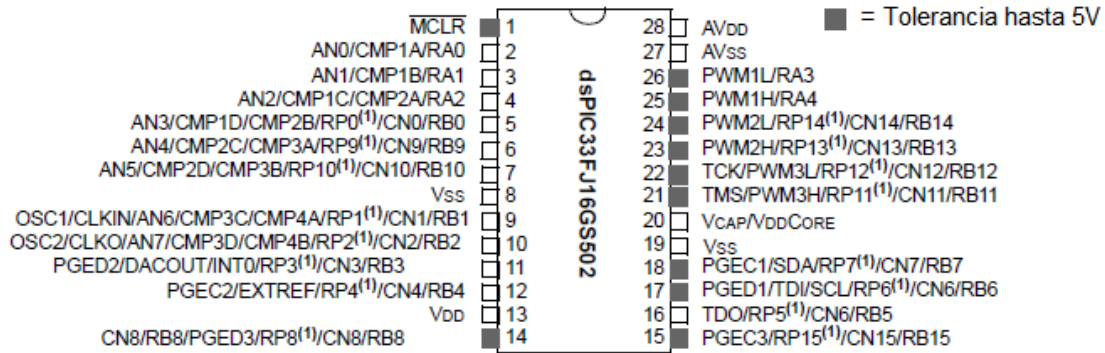 MCLR 1
AN0/CMP1A/RA0 2
AN1/CMP1B/RA1 3
AN2/CMP1C/CMP2A/RA2 4
AN3/CMP1D/CMP2B/RP0(1)/CN0/RB0 5
AN4/CMP2C/CMP3A/RP9(1)/CN9/RB9 6
AN5/CMP2D/CMP3B/RP10(1)/CN10/RB10 7
VSS 8
OSC1/CLKIN/AN6/CMP3C/CMP4A/RP1(1)/CN1/RB1 9
OSC2/CLKO/AN7/CMP3D/CMP4B/RP2(1)/CN2/RB2 10
PGED2/DACOUT/INT0/RP3(1)/CN3/RB3 11
PGEC2/EXTREF/RP4(1)/CN4/RB4 12
VDD 13
CN8/RB8/PGED3/RP8(1)/CN8/RB8 14
dsPIC33FJ16GS502
28 AVDD
27 AVSS
26 PWM1L/RA3
25 PWM1H/RA4
24 PWM2L/RP14(1)/CN14/RB14
23 PWM2H/RP13(1)/CN13/RB13
22 TCK/PWM3L/RP12(1)/CN12/RB12
21 TMS/PWM3H/RP11(1)/CN11/RB11
20 VCAP/VDDCORE
19 VSS
18 PGEC1/SDA/RP7(1)/CN7/RB7
17 PGED1/TDI/SCL/RP6(1)/CN6/RB6
16 TDO/RP5(1)/CN6/RB5
15 PGEC3/RP15(1)/CN15/RB15
= Tolerancia hasta 5V